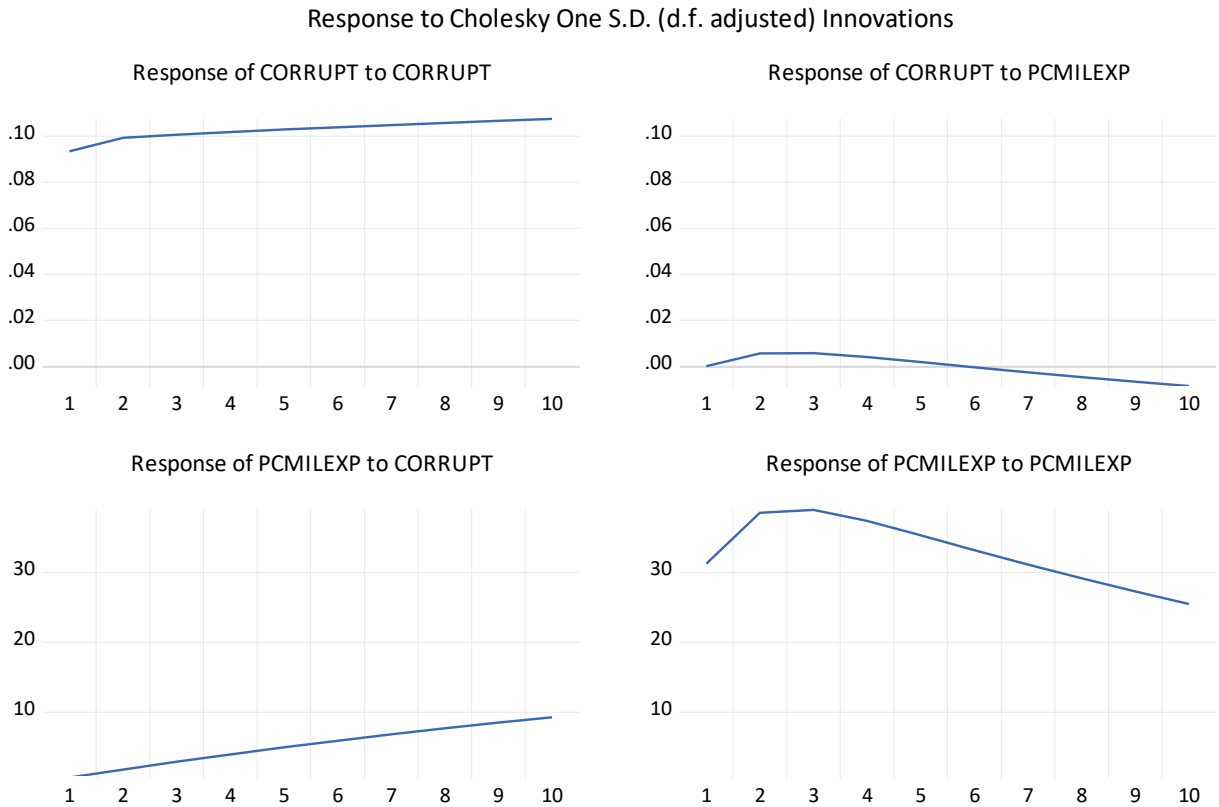 Response to Cholesky One S.D. (d.f. adjusted) Innovations
Response of CORRUPT to CORRUPT
.10
.08
.06
.04
.02
.00
1 2 3 4 5 6 7 8 9 10
Response of CORRUPT to PCMILEXP
.10
.08
.06
.04
.02
.00
1 2 3 4 5 6 7 8 9 10
Response of PCMILEXP to CORRUPT
30
20
10
1 2 3 4 5 6 7 8 9 10
Response of PCMILEXP to PCMILEXP
30
20
10
1 2 3 4 5 6 7 8 9 10